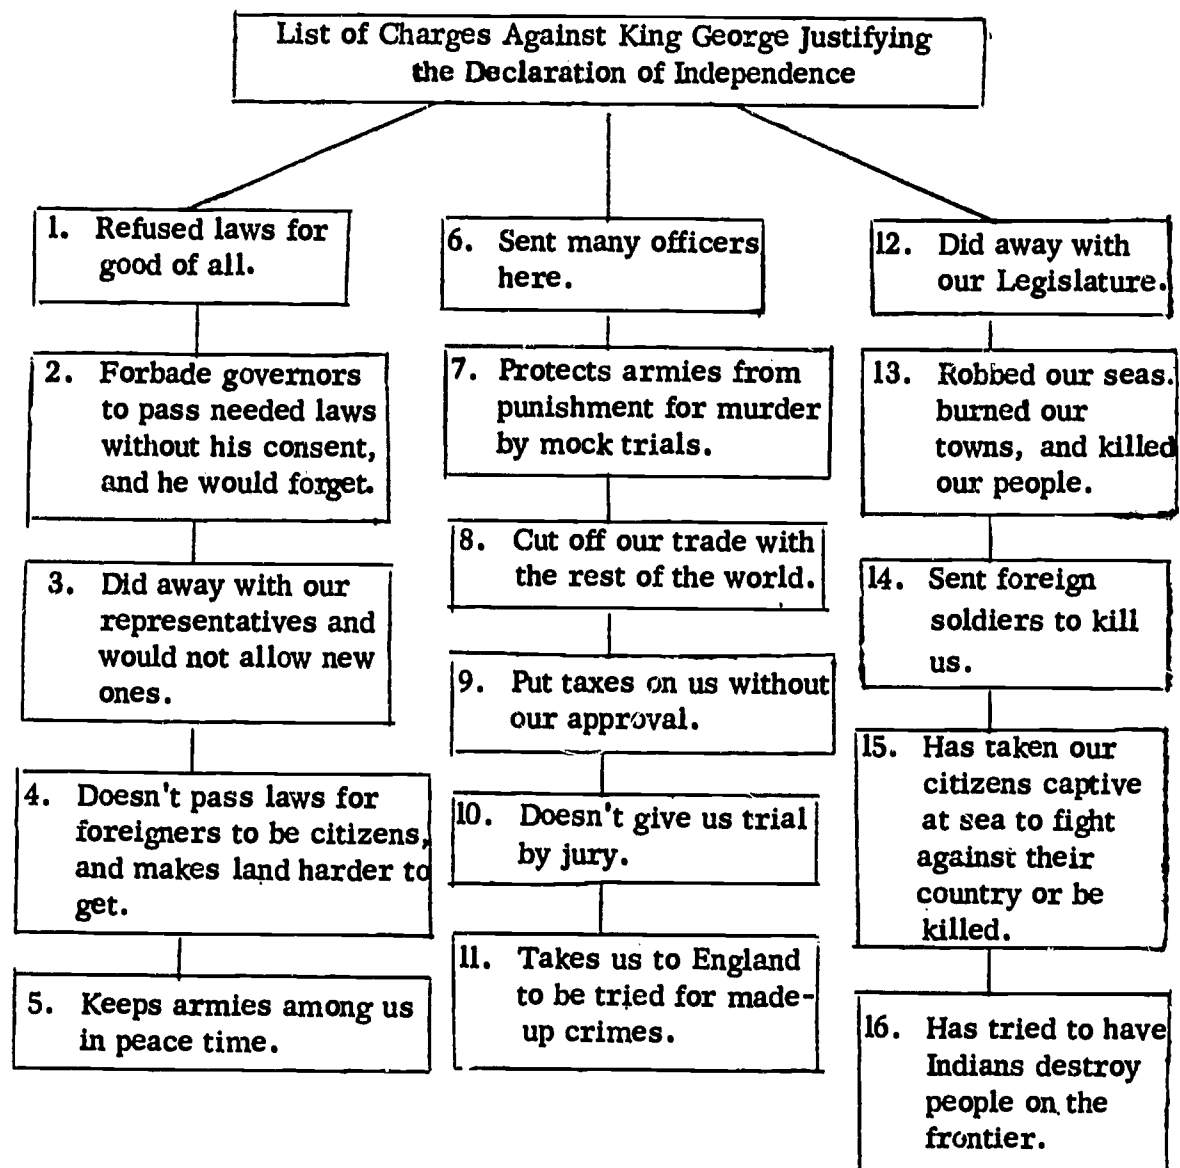 List of Charges Against King George Justifying
the Declaration of Independence
1. Refused laws for
good of all.
2. Forbade governors
to pass needed laws
without his consent,
and he would forget.
3. Did away with our
representatives and
would not allow new
ones.
4. Doesn't pass laws for
foreigners to be citizens,
and makes land harder to
get.
5. Keeps armies among us
in peace time.
6. Sent many officers
here.
7. Protects armies from
punishment for murder
by mock trials.
8. Cut off our trade with
the rest of the world.
9. Put taxes on us without
our approval.
10. Doesn't give us trial
by jury.
11. Takes us to England
to be tried for made-
up crimes.
12. Did away with
our Legislature.
13. Robbed our seas.
burned our
towns, and killed
our people.
14. Sent foreign
soldiers to kill
us.
15. Has taken our
citizens captive
at sea to fight
against their
country or be
killed.
16. Has tried to have
Indians destroy
people on the
frontier.